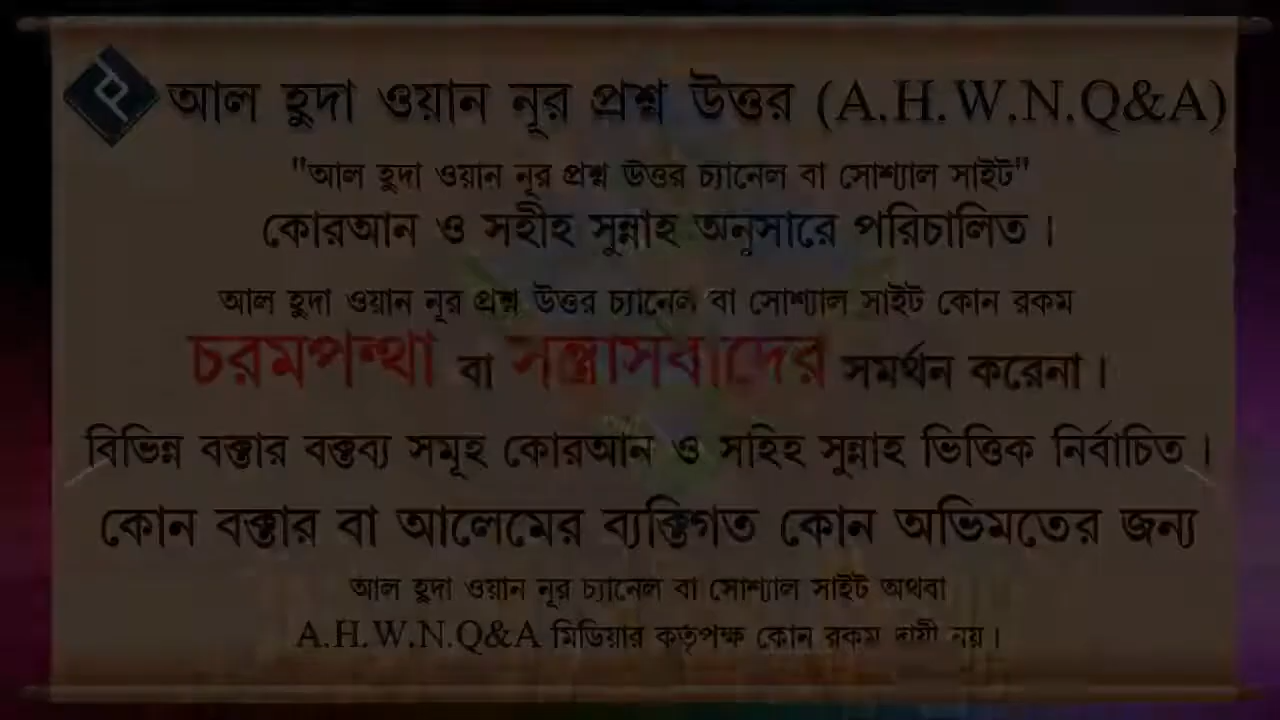 আল হুদা ওয়ান নূর প্রশ্ন উত্তর (A.H.W.N.Q&A)
"আল হুদা ওয়ান নূর প্রশ্ন উত্তর চ্যানেল বা সোশ্যাল সাইট"
কোরআন ও সহীহ সুন্নাহ অনুসারে পরিচালিত।
আল হুদা ওয়ান নূর প্রশ্ন উত্তর চ্যানেল বা সোশ্যাল সাইট কোন রকম
চরমপন্থা বা সন্ত্রাসবাদের সমর্থন করেনা।
বিভিন্ন বক্তার বক্তব্য সমূহ কোরআন ও সহিহ সুন্নাহ ভিত্তিক নির্বাচিত।
কোন বক্তার বা আলেমের ব্যক্তিগত কোন অভিমতের জন্য
আল হুদা ওয়ান নূর চ্যানেল বা সোশ্যাল সাইট অথবা
A.H.W.N.Q&A মিডিয়ার কর্তৃপক্ষ কোন রকম দায়ী নয়।